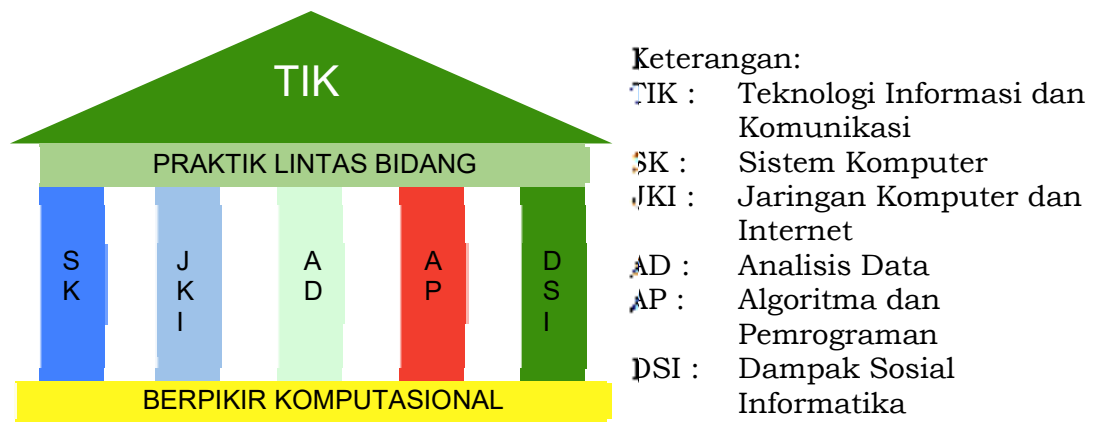 TIK
PRAKTIK LINTAS BIDANG
S
K
J
K
I
A
D
A
P
D
S
I
BERPIKIR KOMPUTASIONAL
Keterangan:
TIK : Teknologi Informasi dan
Komunikasi
SK : Sistem Komputer
JKI : Jaringan Komputer dan
Internet
AD : Analisis Data
AP : Algoritma dan
Pemrograman
DSI : Dampak Sosial
Informatika